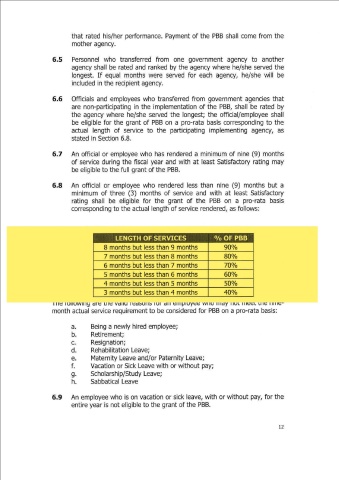 that rated his/her performance. Payment of the PBB shall come from the
mother agency.
6.5 Personnel who transferred from one government agency to another
agency shall be rated and ranked by the agency where he/she served the
longest. If equal months were served for each agency, he/she will be
included in the recipient agency.
6.6 Officials and employees who transferred from government agencies that
are non-participating in the implementation of the PBB, shall be rated by
the agency where he/she served the longest; the official/employee shall
be eligible for the grant of PBB on a pro-rata basis corresponding to the
actual length of service to the participating implementing agency, as
stated in Section 6.8.
6.7 An official or employee who has rendered a minimum of nine (9) months
of service during the fiscal year and with at least Satisfactory rating may
be eligible to the full grant of the PBB.
6.8 An official or employee who rendered less than nine (9) months but a
minimum of three (3) months of service and with at least Satisfactory
rating shall be eligible for the grant of the PBB on a pro-rata basis
corresponding to the actual length of service rendered, as follows:
LENGTH OF SERVICES % OF PBB
8 months but less than 9 months 90%
7 months but less than 8 months 80%
6 months but less than 7 months 70%
5 months but less than 6 months 60%
4 months but less than 5 months 50%
3 months but less than 4 months 40%
The following are the valid reasons for an employee who may not meet the nine-
month actual service requirement to be considered for PBB on a pro-rata basis:
a. Being a newly hired employee;
b. Retirement;
c. Resignation;
d. Rehabilitation Leave;
e. Maternity Leave and/or Paternity Leave;
f. Vacation or Sick Leave with or without pay;
g. Scholarship/Study Leave;
h. Sabbatical Leave
6.9 An employee who is on vacation or sick leave, with or without pay, for the
entire year is not eligible to the grant of the PBB.
12